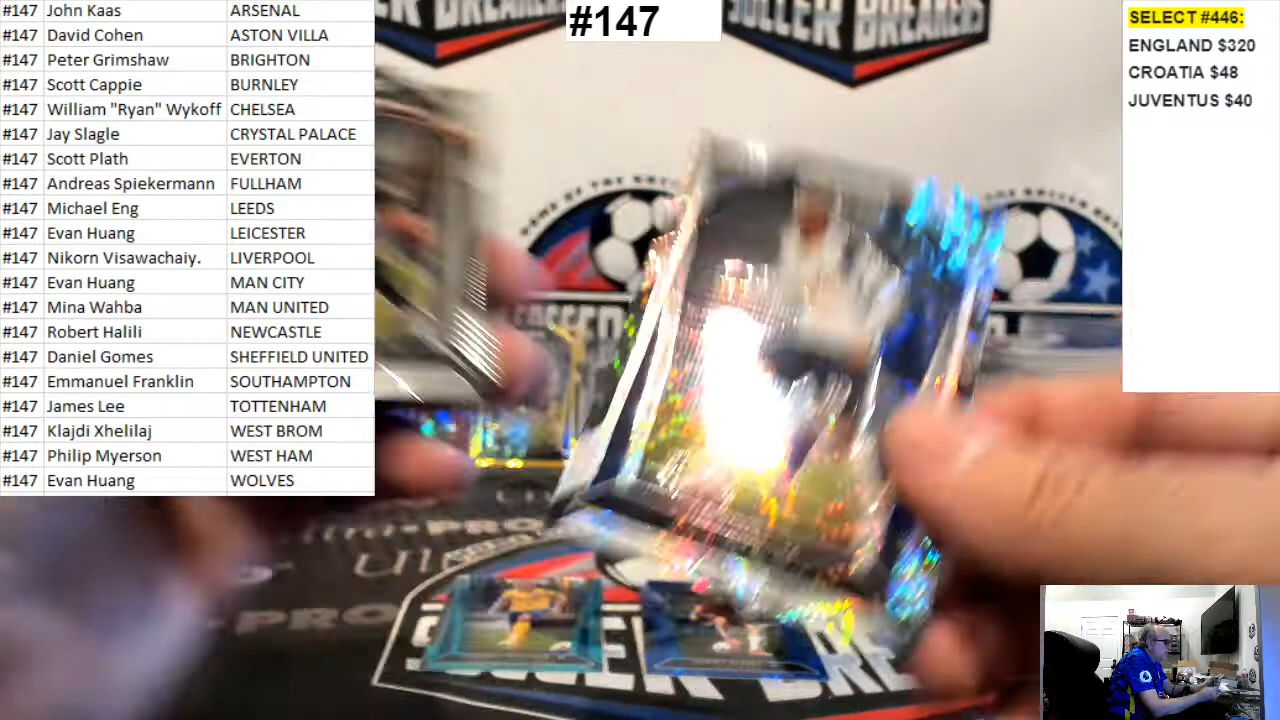 #147 John Kaas ARSENAL
#147 David Cohen ASTON VILLA
#147 Peter Grimshaw BRIGHTON
#147 Scott Cappie BURNLEY
#147 William "Ryan" Wykoff CHELSEA
#147 Jay Slagle CRYSTAL PALACE
#147 Scott Plath EVERTON
#147 Andreas Spiekermann FULLHAM
#147 Michael Eng LEEDS
#147 Evan Huang LEICESTER
#147 Nikorn Visawachaiy. LIVERPOOL
#147 Evan Huang MAN CITY
#147 Mina Wahba MAN UNITED
#147 Robert Halili NEWCASTLE
#147 Daniel Gomes SHEFFIELD UNITED
#147 Emmanuel Franklin SOUTHAMPTON
#147 James Lee TOTTENHAM
#147 Klajdi Xhelilaj WEST BROM
#147 Philip Myerson WEST HAM
#147 Evan Huang WOLVES
#147
SELECT #446:
ENGLAND $320
CROATIA $48
JUVENTUS $40
SOCCER BREAKERS